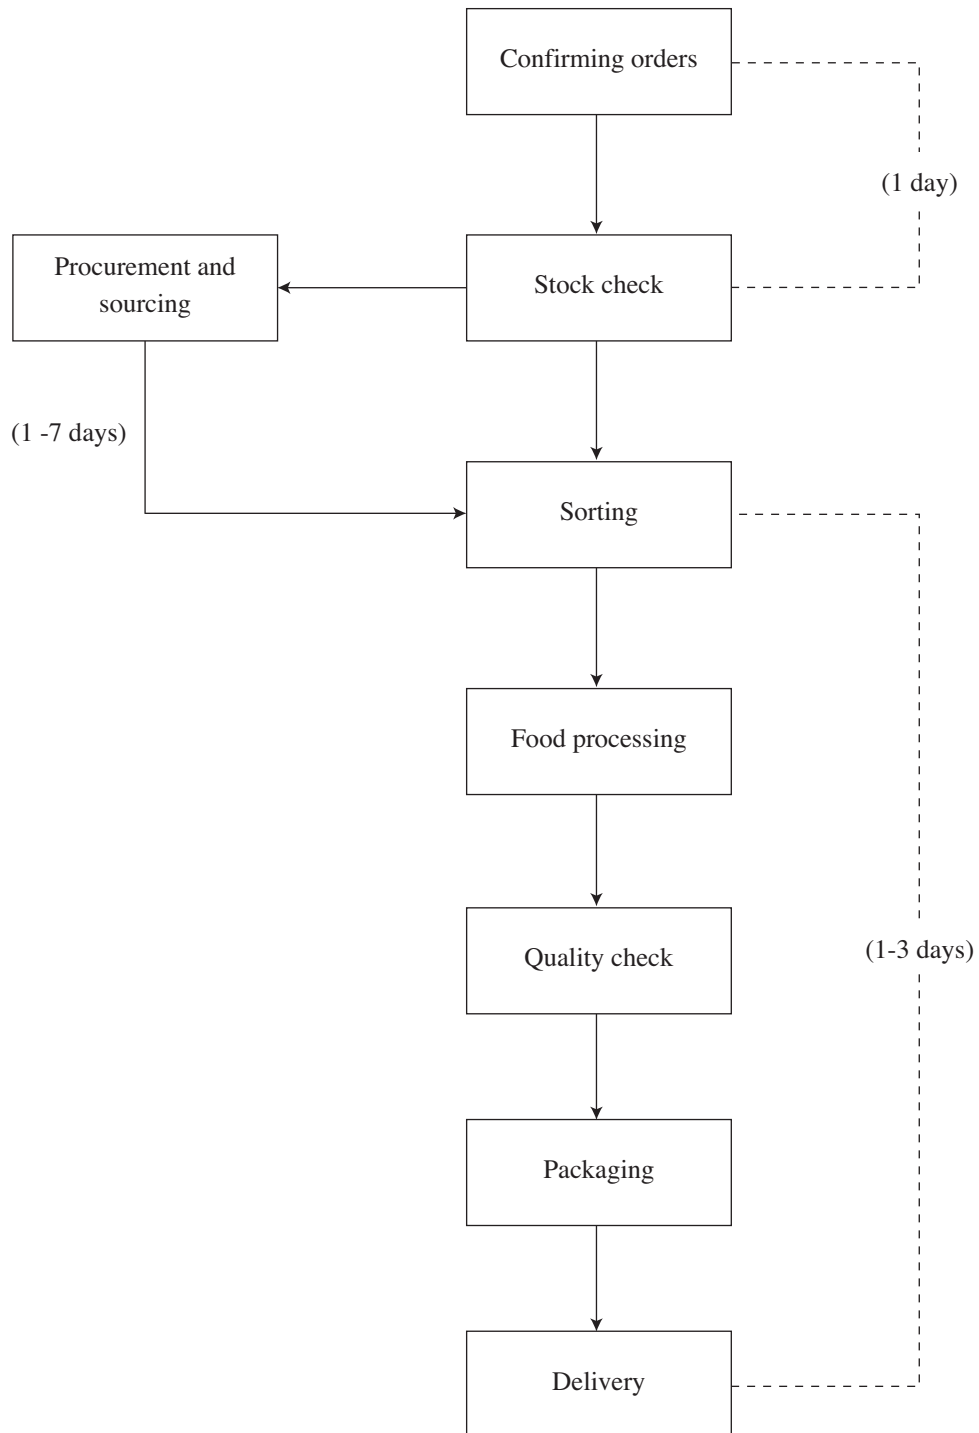 Confirming orders
(1 day)
Procurement and
sourcing
Stock check
(1 -7 days)
Sorting
Food processing
Quality check
(1-3 days)
Packaging
Delivery